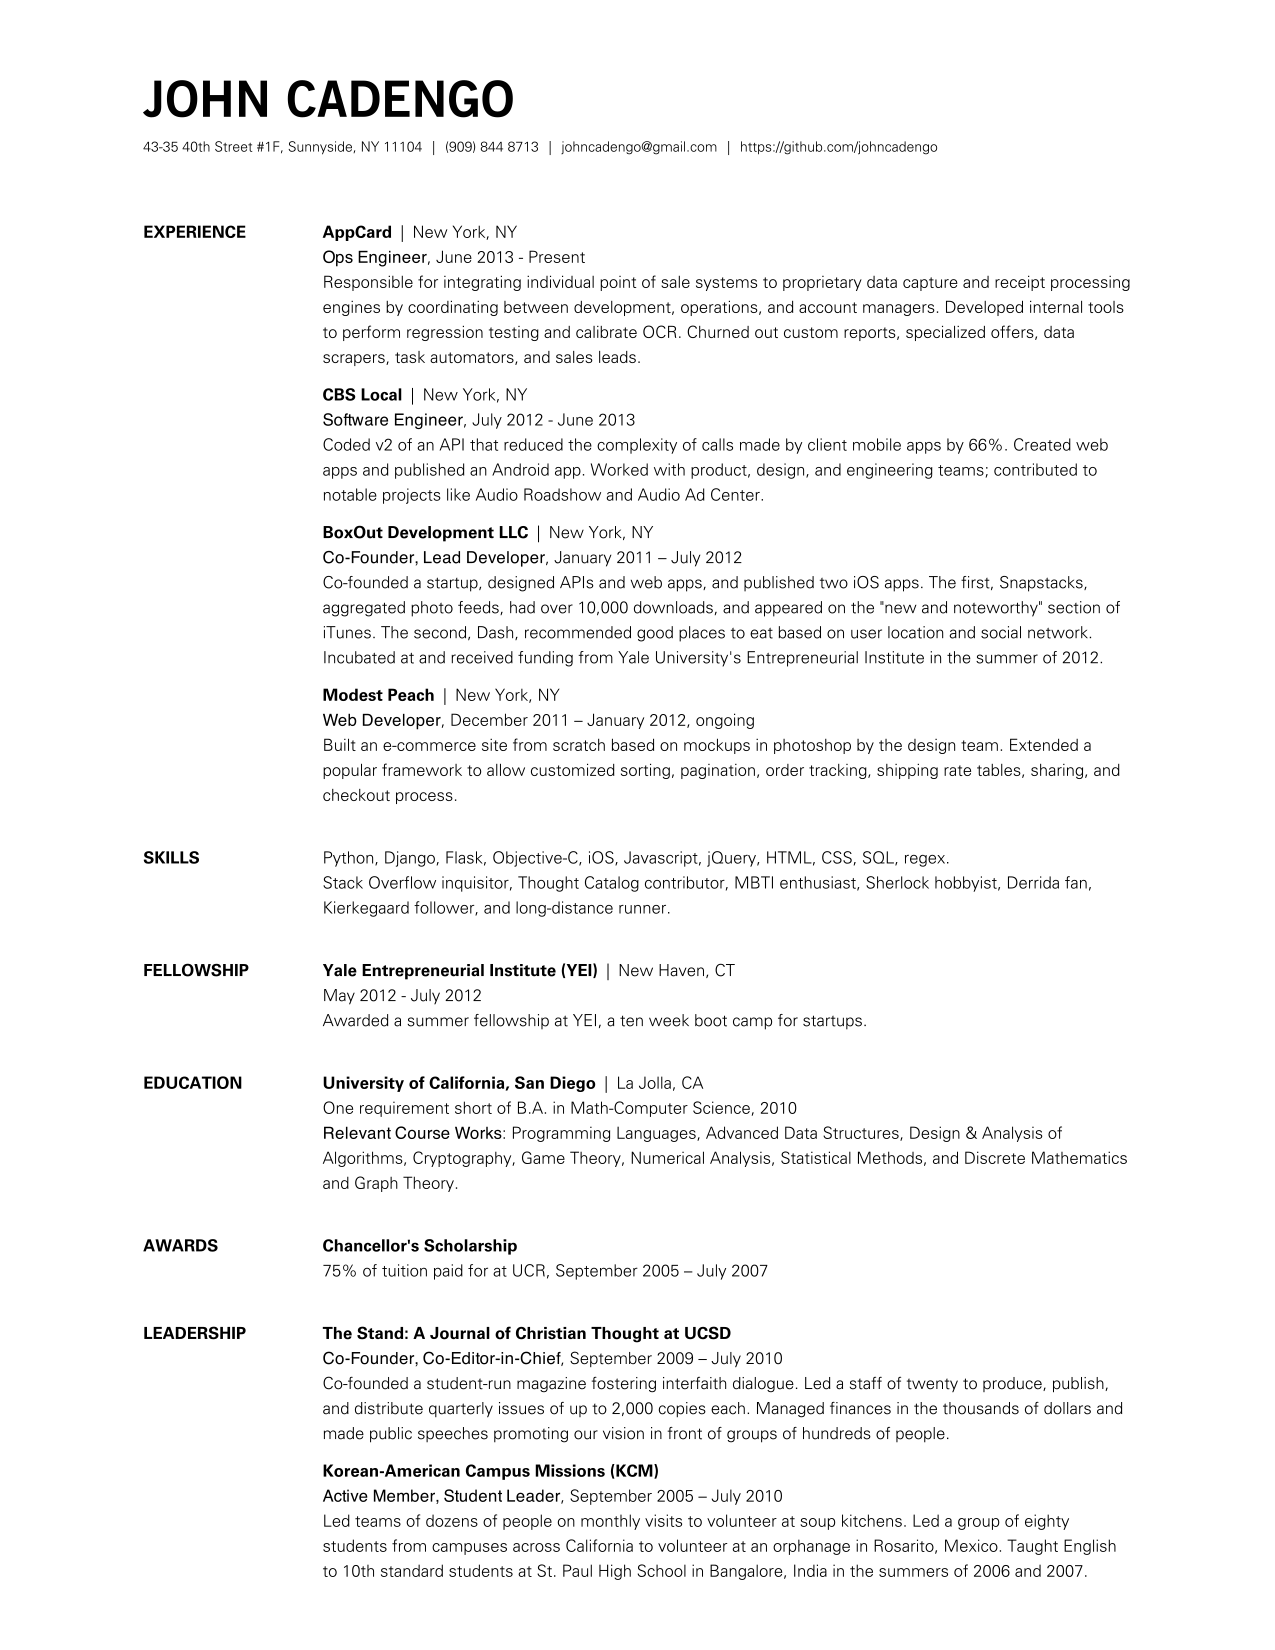 JOHN CADENGO
43-35 40th Street #1F, Sunnyside, NY 11104 | (909) 844 8713 | johncadengo@gmail.com | https://github.com/johncadengo
EXPERIENCE
AppCard | New York, NY
Ops Engineer, June 2013 - Present
Responsible for integrating individual point of sale systems to proprietary data capture and receipt processing
engines by coordinating between development, operations, and account managers. Developed internal tools
to perform regression testing and calibrate OCR. Churned out custom reports, specialized offers, data
scrapers, task automators, and sales leads.
CBS Local | New York, NY
Software Engineer, July 2012 - June 2013
Coded v2 of an API that reduced the complexity of calls made by client mobile apps by 66%. Created web
apps and published an Android app. Worked with product, design, and engineering teams; contributed to
notable projects like Audio Roadshow and Audio Ad Center.
BoxOut Development LLC | New York, NY
Co-Founder, Lead Developer, January 2011 – July 2012
Co-founded a startup, designed APIs and web apps, and published two iOS apps. The first, Snapstacks,
aggregated photo feeds, had over 10,000 downloads, and appeared on the "new and noteworthy" section of
iTunes. The second, Dash, recommended good places to eat based on user location and social network.
Incubated at and received funding from Yale University's Entrepreneurial Institute in the summer of 2012.
Modest Peach | New York, NY
Web Developer, December 2011 – January 2012, ongoing
Built an e-commerce site from scratch based on mockups in photoshop by the design team. Extended a
popular framework to allow customized sorting, pagination, order tracking, shipping rate tables, sharing, and
checkout process.
SKILLS
Python, Django, Flask, Objective-C, iOS, Javascript, jQuery, HTML, CSS, SQL, regex.
Stack Overflow inquisitor, Thought Catalog contributor, MBTI enthusiast, Sherlock hobbyist, Derrida fan,
Kierkegaard follower, and long-distance runner.
FELLOWSHIP
Yale Entrepreneurial Institute (YEI) | New Haven, CT
May 2012 - July 2012
Awarded a summer fellowship at YEI, a ten week boot camp for startups.
EDUCATION
University of California, San Diego | La Jolla, CA
One requirement short of B.A. in Math-Computer Science, 2010
Relevant Course Works: Programming Languages, Advanced Data Structures, Design & Analysis of
Algorithms, Cryptography, Game Theory, Numerical Analysis, Statistical Methods, and Discrete Mathematics
and Graph Theory.
AWARDS
Chancellor's Scholarship
75% of tuition paid for at UCR, September 2005 – July 2007
LEADERSHIP
The Stand: A Journal of Christian Thought at UCSD
Co-Founder, Co-Editor-in-Chief, September 2009 – July 2010
Co-founded a student-run magazine fostering interfaith dialogue. Led a staff of twenty to produce, publish,
and distribute quarterly issues of up to 2,000 copies each. Managed finances in the thousands of dollars and
made public speeches promoting our vision in front of groups of hundreds of people.
Korean-American Campus Missions (KCM)
Active Member, Student Leader, September 2005 – July 2010
Led teams of dozens of people on monthly visits to volunteer at soup kitchens. Led a group of eighty
students from campuses across California to volunteer at an orphanage in Rosarito, Mexico. Taught English
to 10th standard students at St. Paul High School in Bangalore, India in the summers of 2006 and 2007.